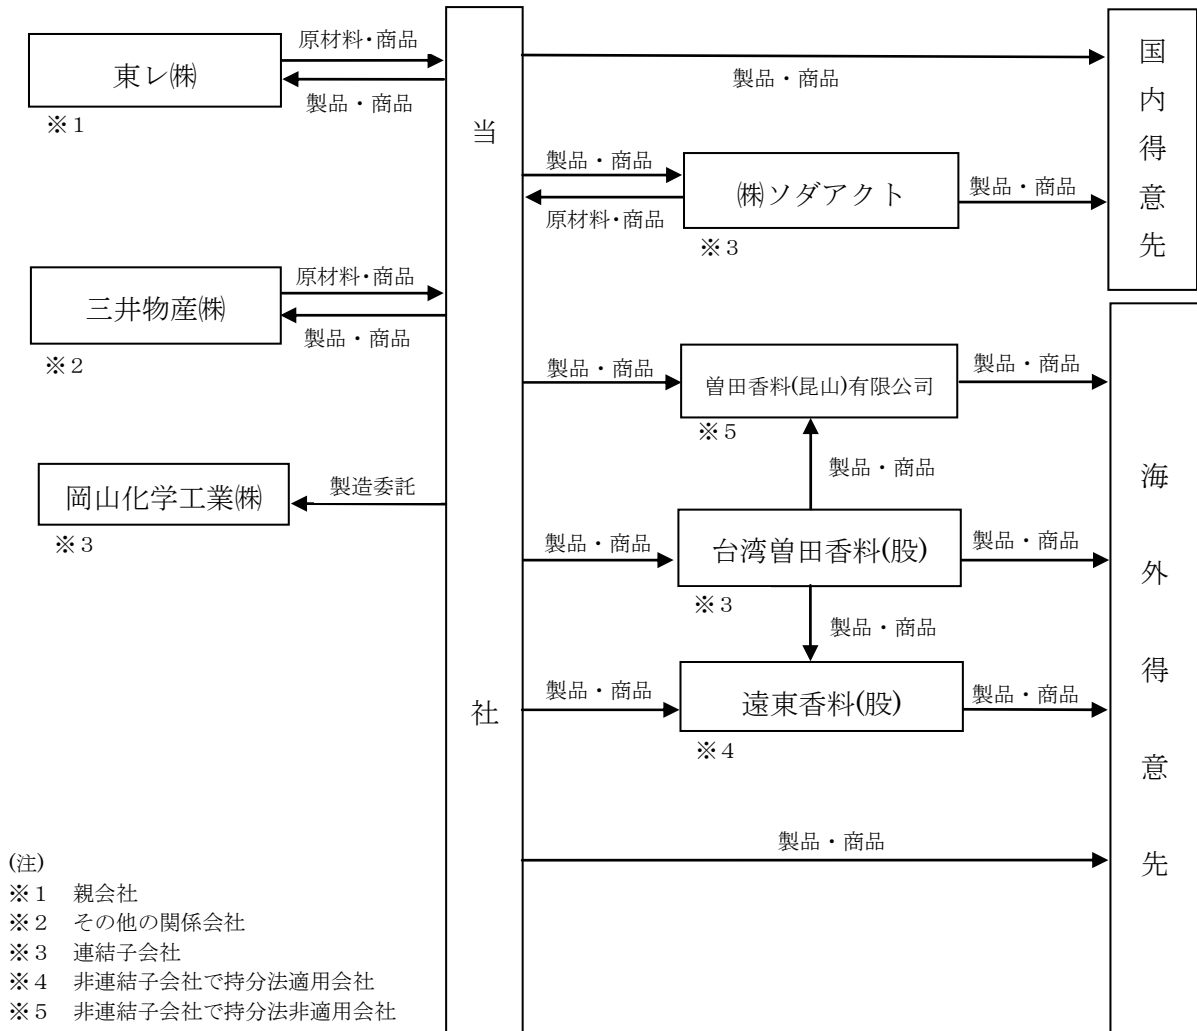 東レ㈱
※1
原材料・商品
製品・商品
三井物産㈱
※2
原材料・商品
製品・商品
岡山化学工業㈱
※3
製造委託
当社
製品・商品
製品・商品
原材料・商品
㈱ソダアクト
※3
製品・商品
国内得意先
製品・商品
曽田香料(昆山)有限公司
※5
製品・商品
製品・商品
製品・商品
台湾曽田香料(股)
※3
製品・商品
製品・商品
製品・商品
遠東香料(股)
※4
製品・商品
製品・商品
海外得意先
(注)
※1 親会社
※2 その他の関係会社
※3 連結子会社
※4 非連結子会社で持分法適用会社
※5 非連結子会社で持分法非適用会社